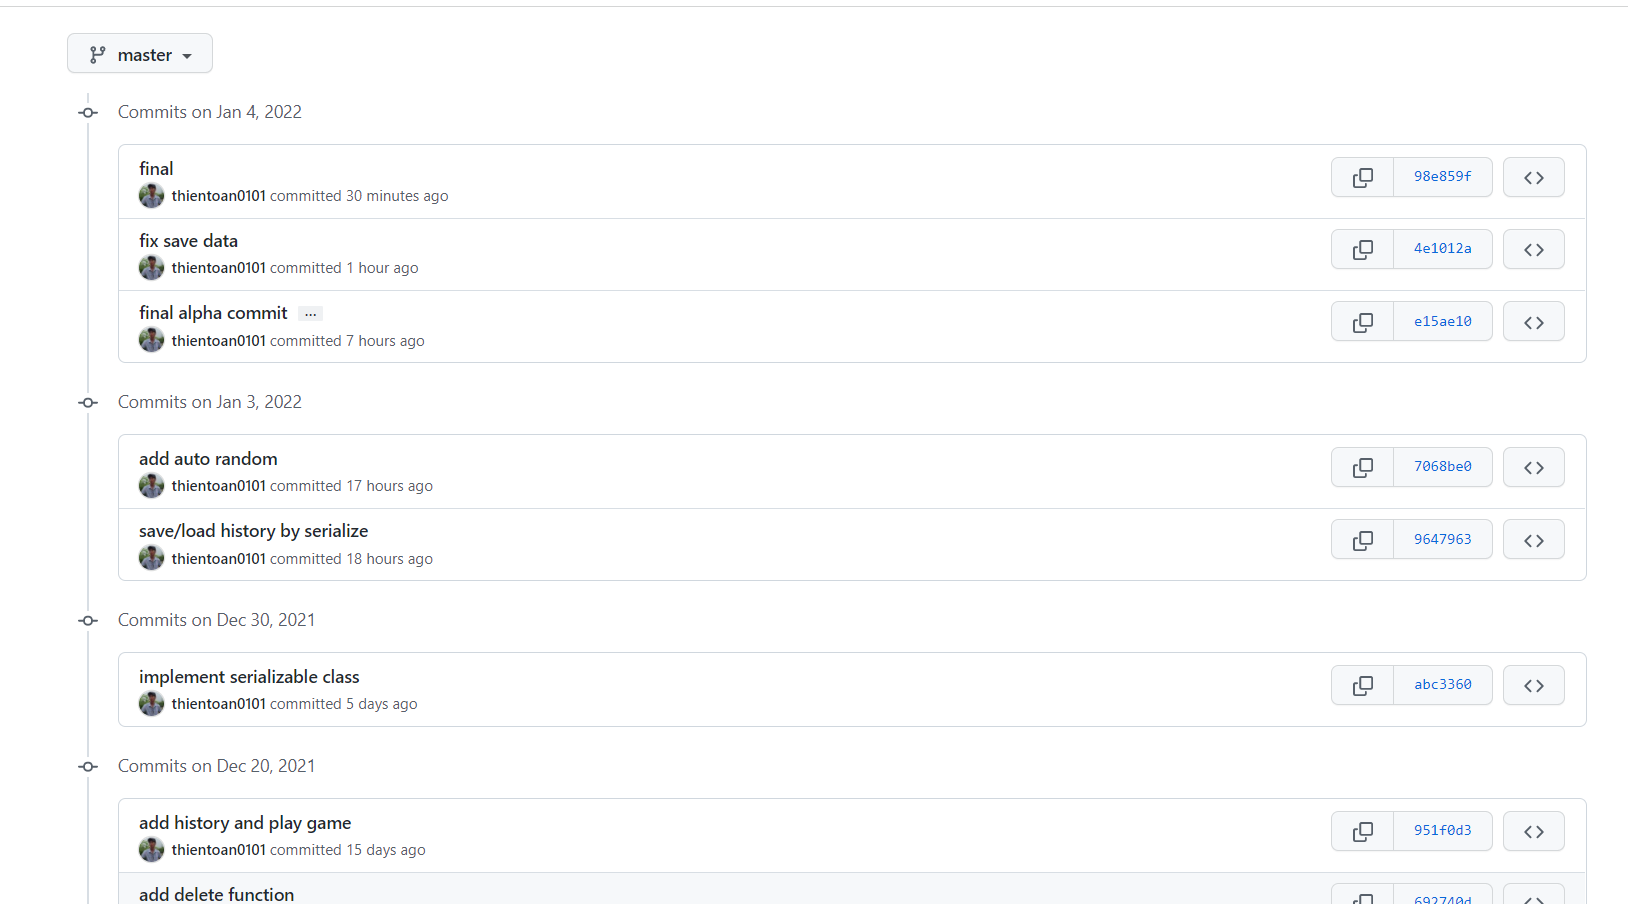 master
Commits on Jan 4, 2022
final
98e859f
thientoan0101 committed 30 minutes ago
fix save data
4e1012a
thientoan0101 committed 1 hour ago
final alpha commit ...
e15ae10
thientoan0101 committed 7 hours ago
Commits on Jan 3, 2022
add auto random
7068be0
thientoan0101 committed 17 hours ago
save/load history by serialize
9647963
thientoan0101 committed 18 hours ago
Commits on Dec 30, 2021
implement serializable class
abc3360
thientoan0101 committed 5 days ago
Commits on Dec 20, 2021
add history and play game
951f0d3
thientoan0101 committed 15 days ago
add delete function
692740d